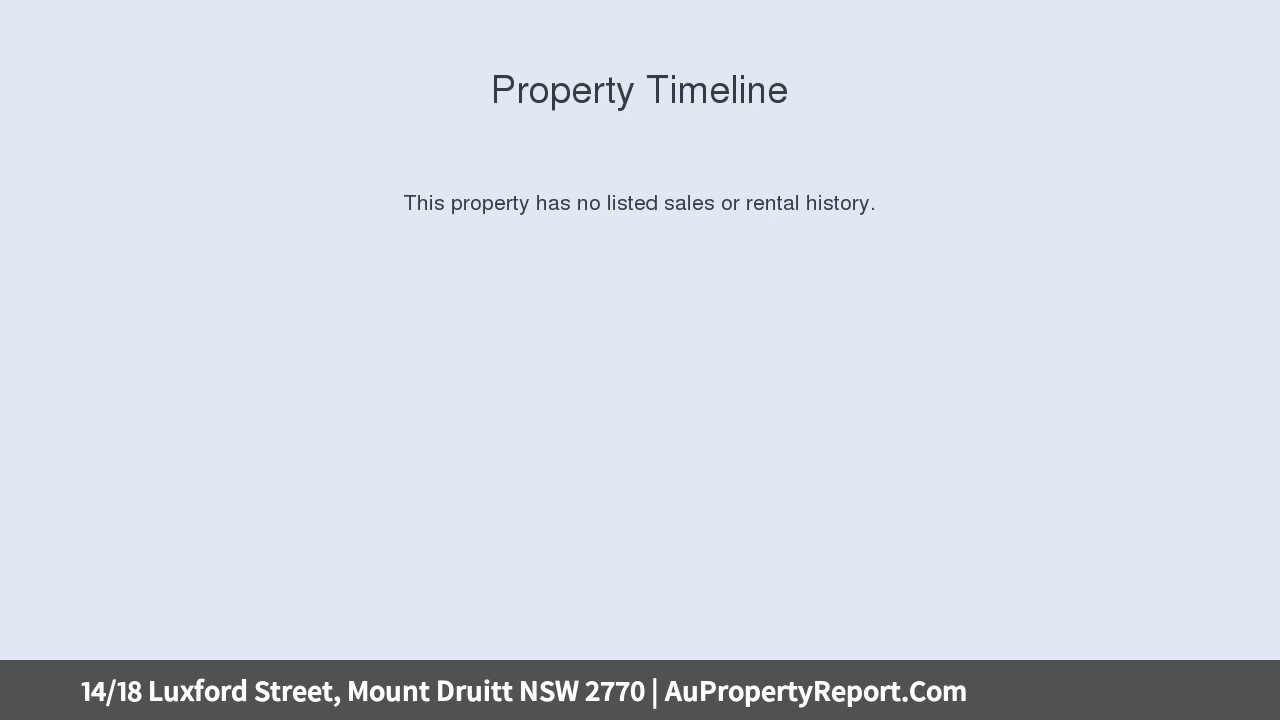 Property Timeline
This property has no listed sales or rental history.
14/18 Luxford Street, Mount Druitt NSW 2770 | AuPropertyReport.Com